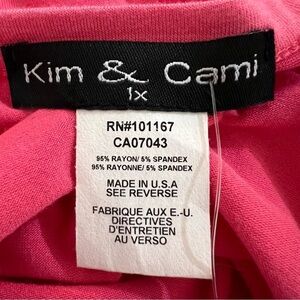 Kim & Cami
1x
RN#101167
CA07043
95% RAYON/ 5% SPANDEX
95% RAYONNE/ 5% SPANDEX
MADE IN U.S.A
SEE REVERSE
FABRIQUE AUX E.-U.
DIRECTIVES
D'ENTRETIEN
AU VERSO